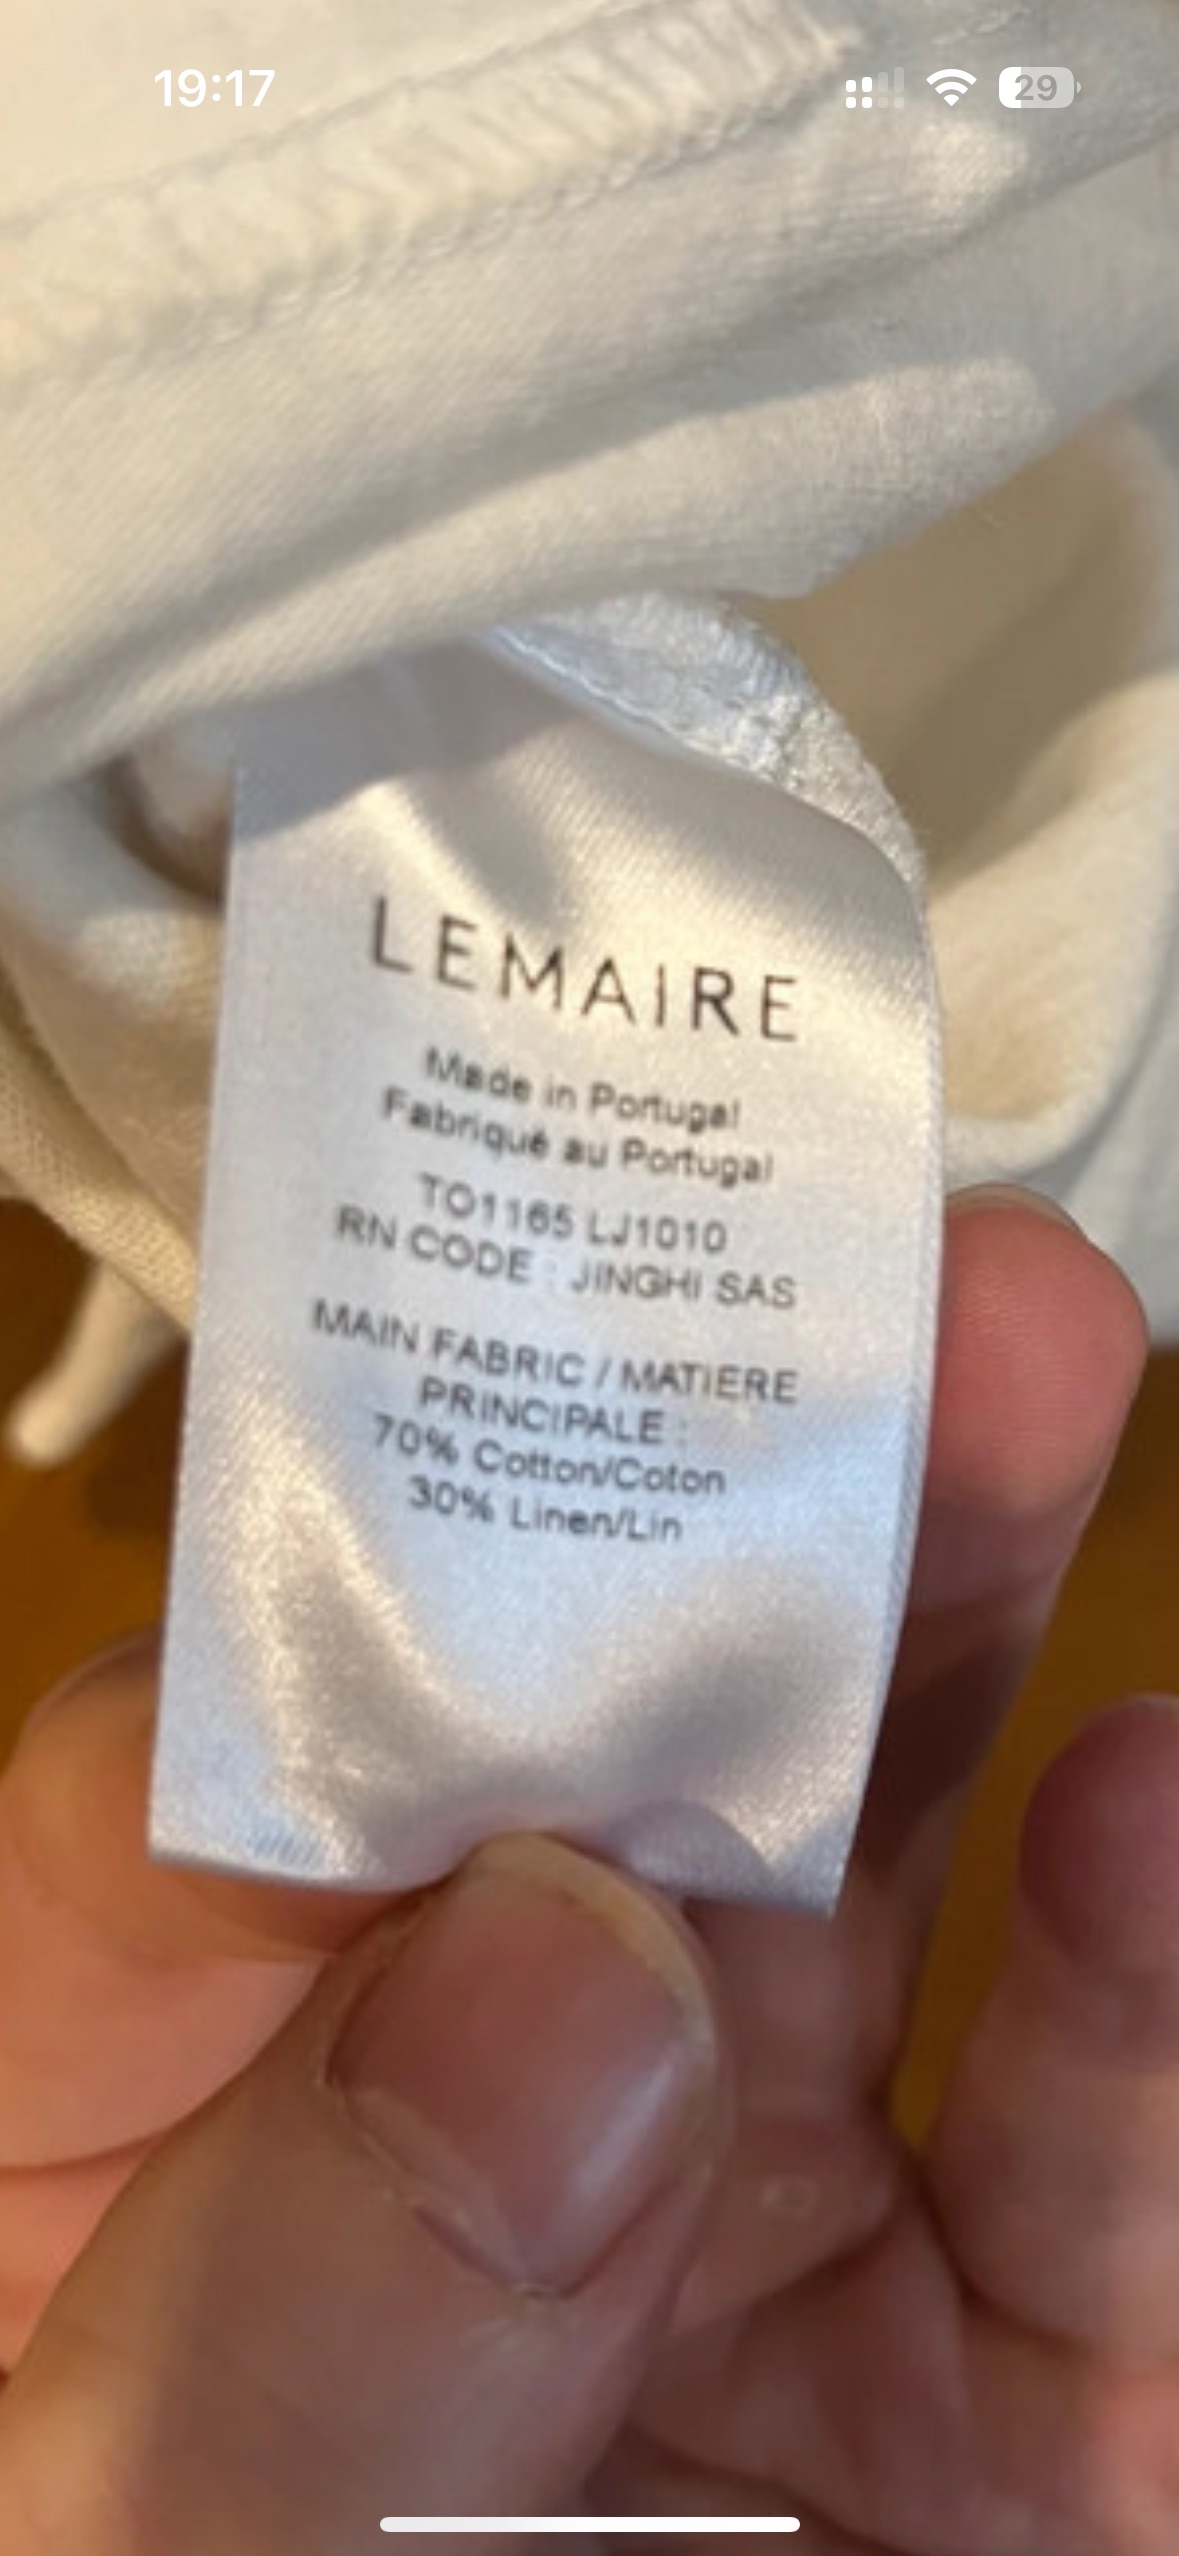 19:17
29
LEMAIRE
Made in Portugal
Fabriqué au Portugal
TO1165 LJ1010
RN CODE : JINGHI SAS
MAIN FABRIC / MATIERE
PRINCIPALE :
70% Cotton/Coton
30% Linen/Lin